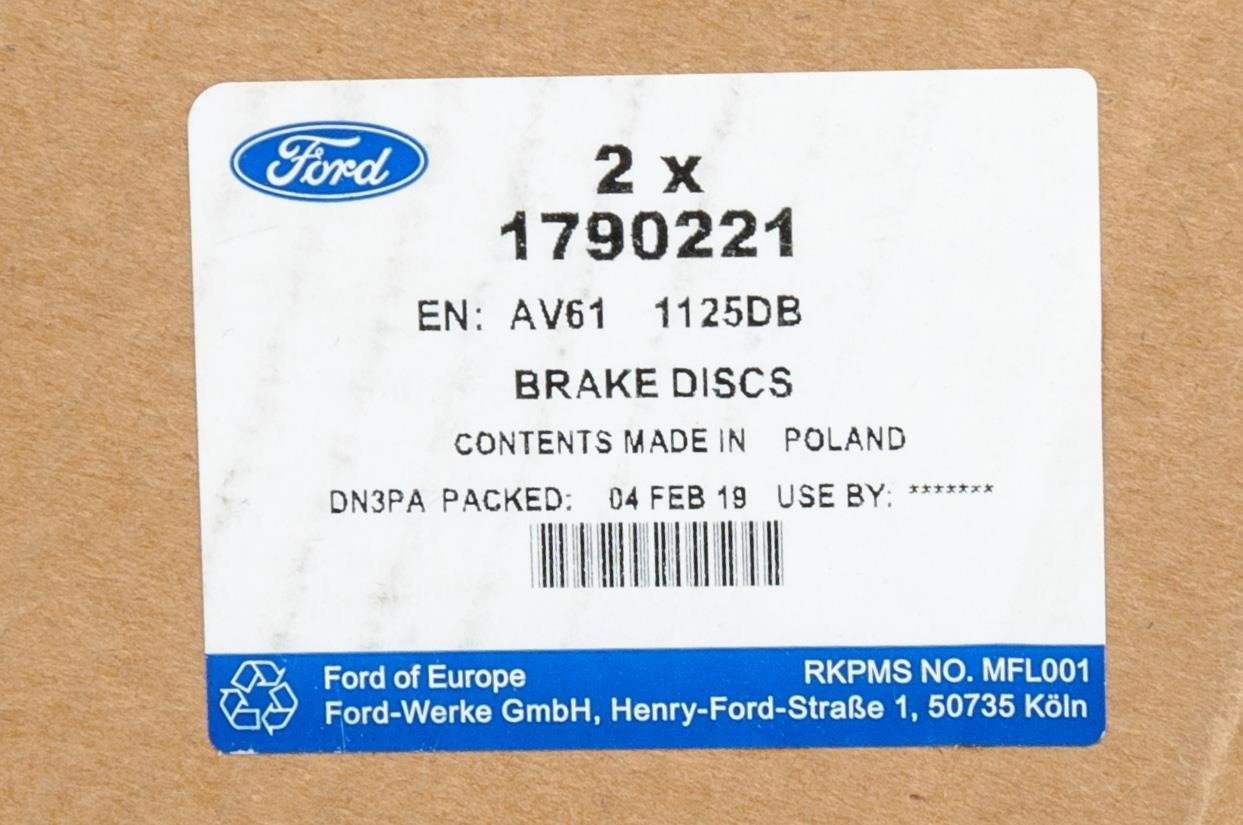 Ford
2 x
1790221
EN: AV61 1125DB
BRAKE DISCS
CONTENTS MADE IN POLAND
DN3PA PACKED: 04 FEB 19 USE BY: *******
Ford of Europe
RKPMS NO. MFL001
Ford-Werke GmbH, Henry-Ford-Straße 1, 50735 Köln